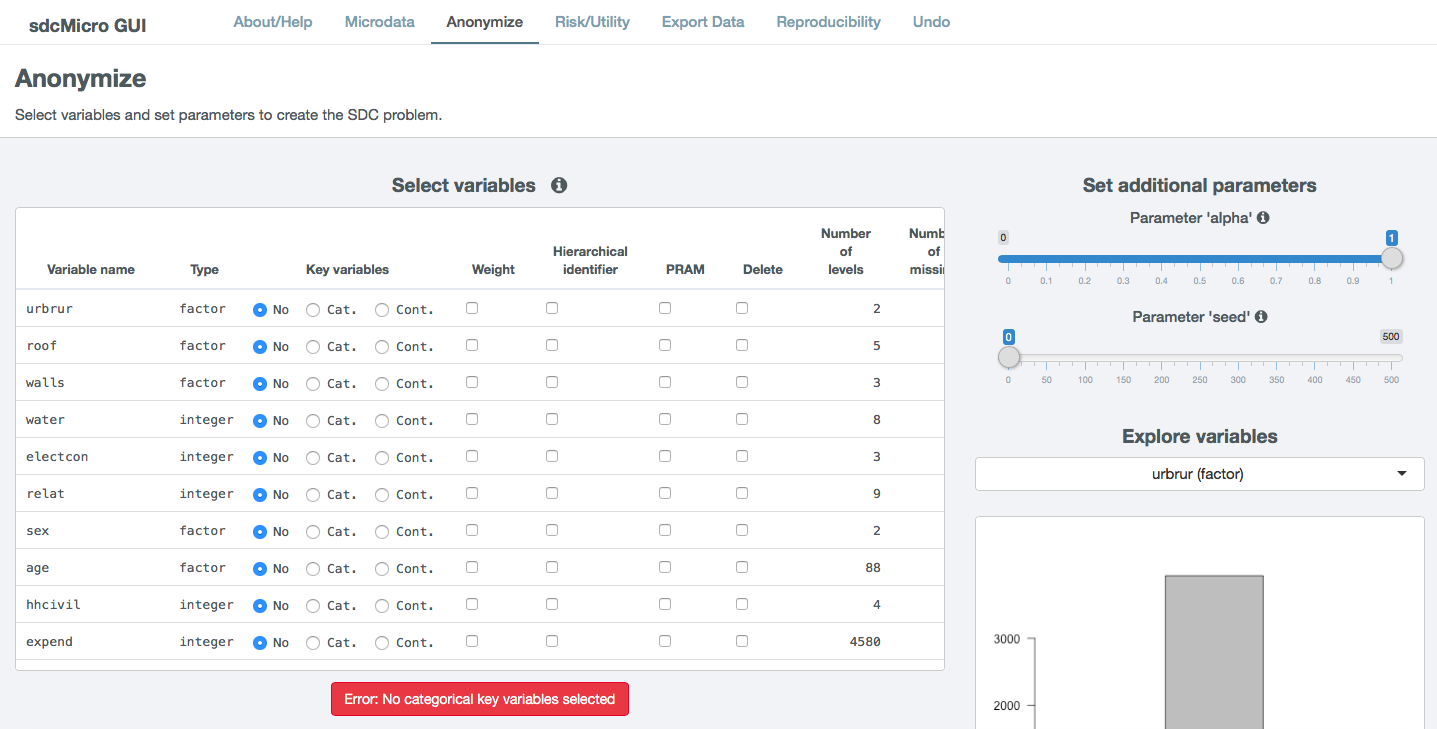 sdcMicro GUI About/Help Microdata Anonymize Risk/Utility Export Data Reproducibility Undo
Anonymize
Select variables and set parameters to create the SDC problem.
Select variables
Variable name Type Key variables Weight Hierarchical identifier PRAM Delete Number of levels Numb of missi
urbrur factor No Cat. Cont. 2
roof factor No Cat. Cont. 5
walls factor No Cat. Cont. 3
water integer No Cat. Cont. 8
electcon integer No Cat. Cont. 3
relat integer No Cat. Cont. 9
sex factor No Cat. Cont. 2
age factor No Cat. Cont. 88
hhcivil integer No Cat. Cont. 4
expend integer No Cat. Cont. 4580
Error: No categorical key variables selected
Set additional parameters
Parameter 'alpha'
0 1
0 0.1 0.2 0.3 0.4 0.5 0.6 0.7 0.8 0.9 1
Parameter 'seed'
0 500
0 50 100 150 200 250 300 350 400 450 500
Explore variables
urbrur (factor)
3000
2000